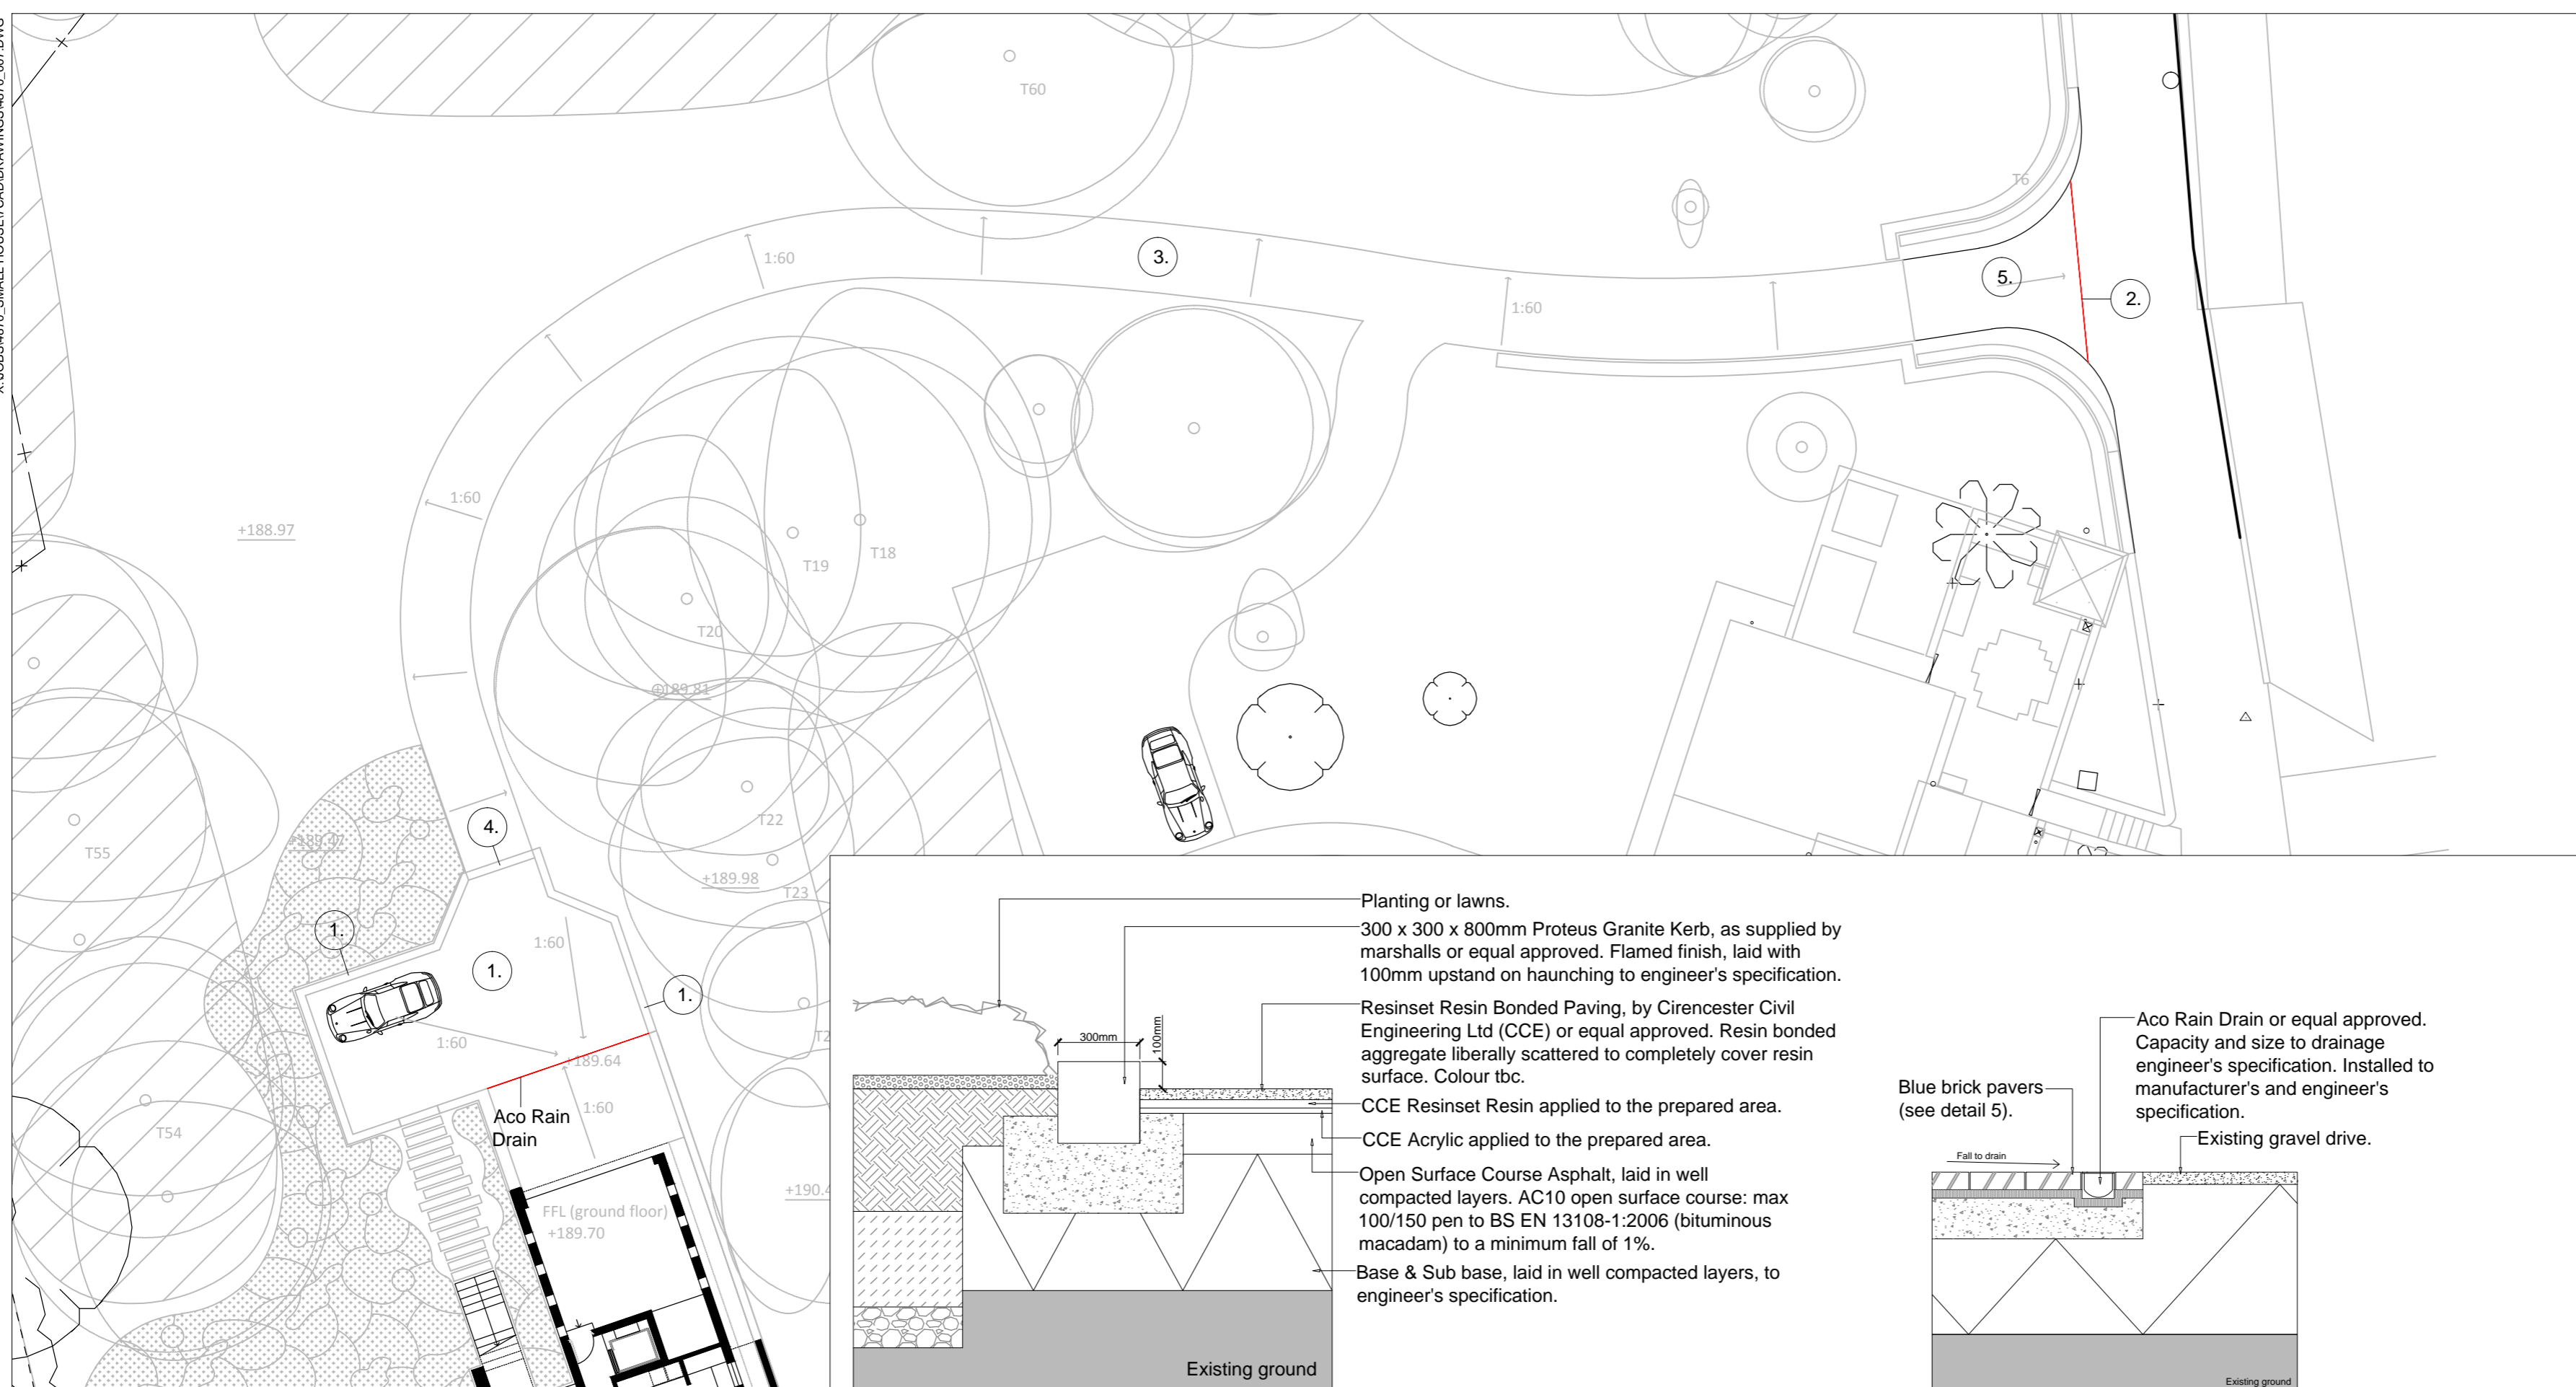 T60
T6
1:60
3.
5.
2.
1:60
1:60
+188.97
T19
T18
T20
+189.81
T22
4.
+189.47
T55
+189.98
T23
1.
1:60
1.
1.
1:60
+189.64
1:60
Aco Rain
Drain
T54
FFL (ground floor)
+189.70
Planting or lawns.
300 x 300 x 800mm Proteus Granite Kerb, as supplied by
marshalls or equal approved. Flamed finish, laid with
100mm upstand on haunching to engineer's specification.
Resinset Resin Bonded Paving, by Cirencester Civil
Engineering Ltd (CCE) or equal approved. Resin bonded
aggregate liberally scattered to completely cover resin
surface. Colour tbc.
CCE Resinset Resin applied to the prepared area.
CCE Acrylic applied to the prepared area.
Open Surface Course Asphalt, laid in well
compacted layers. AC10 open surface course: max
100/150 pen to BS EN 13108-1:2006 (bituminous
macadam) to a minimum fall of 1%.
Base & Sub base, laid in well compacted layers, to
engineer's specification.
300mm
100mm
Existing ground
Aco Rain Drain or equal approved.
Capacity and size to drainage
engineer's specification. Installed to
manufacturer's and engineer's
specification.
Blue brick pavers
(see detail 5).
Existing gravel drive.
Fall to drain
Existing ground